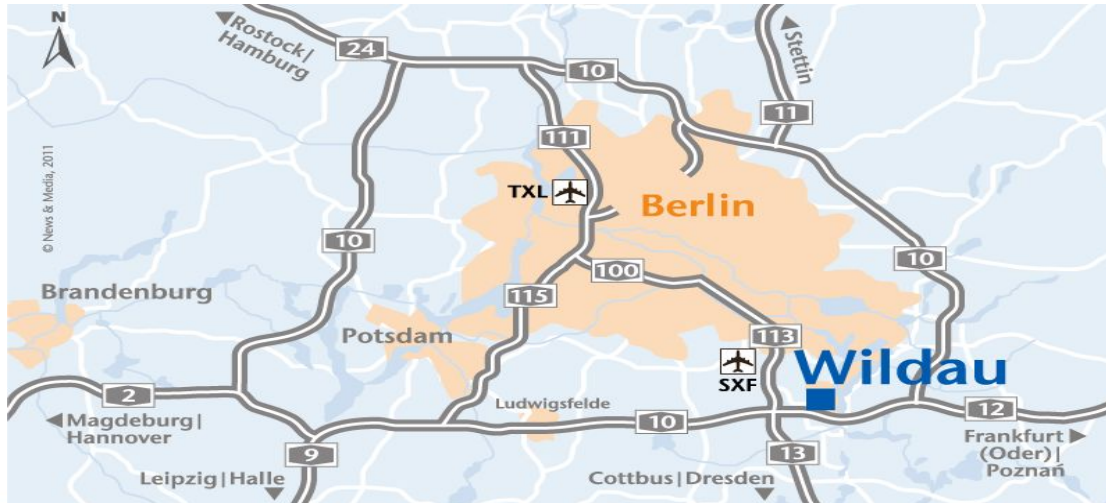 N
Rostock|
Hamburg
24
10
Stettin
11
111
© News & Media, 2011
TXL
Berlin
10
100
10
Brandenburg
115
Potsdam
113
SXF
Wildau
2
Magdeburg|
Hannover
Ludwigsfelde
10
12
Frankfurt
(Oder)|
Poznań
9
13
Leipzig|Halle
Cottbus|Dresden